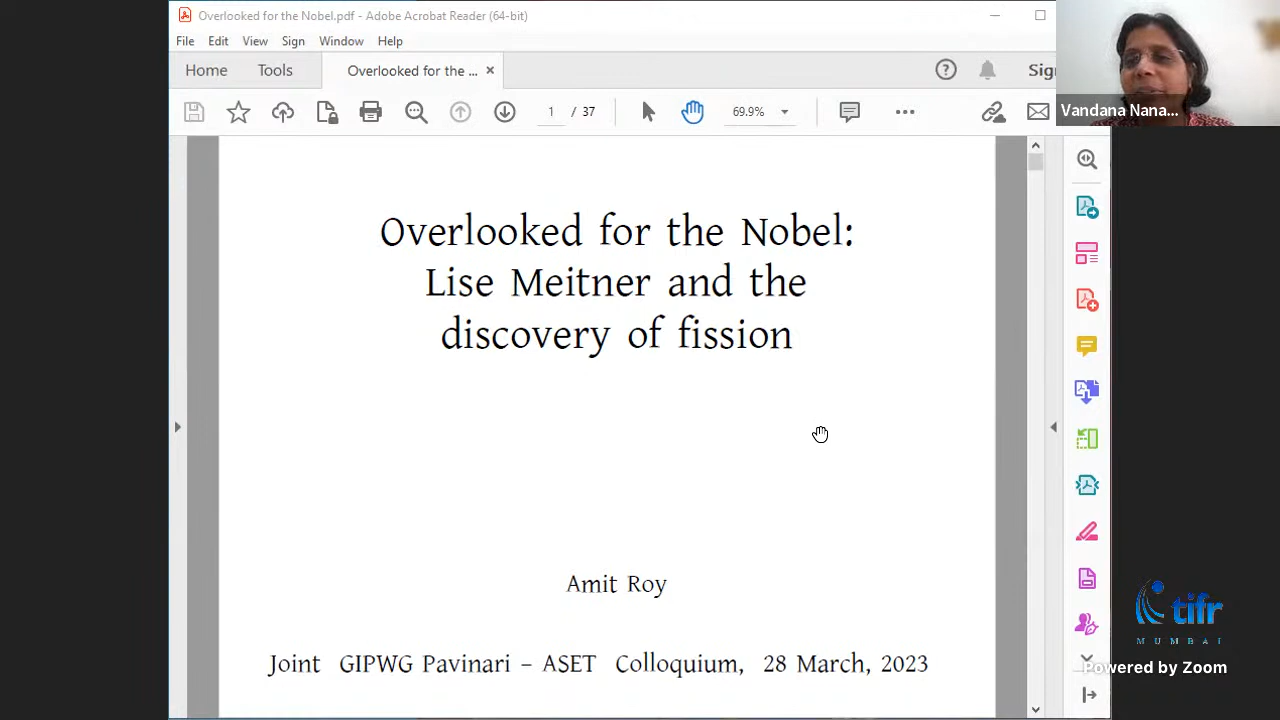 Overlooked for the Nobel.pdf - Adobe Acrobat Reader (64-bit)
File Edit View Sign Window Help
Home Tools Overlooked for the ... ×
Sig
1 / 37 69.9%
Vandana Nana...
Overlooked for the Nobel:
Lise Meitner and the
discovery of fission
Amit Roy
Joint GIPWG Pavinari – ASET Colloquium, 28 March, 2023
tifr
MUMBAI
Powered by Zoom